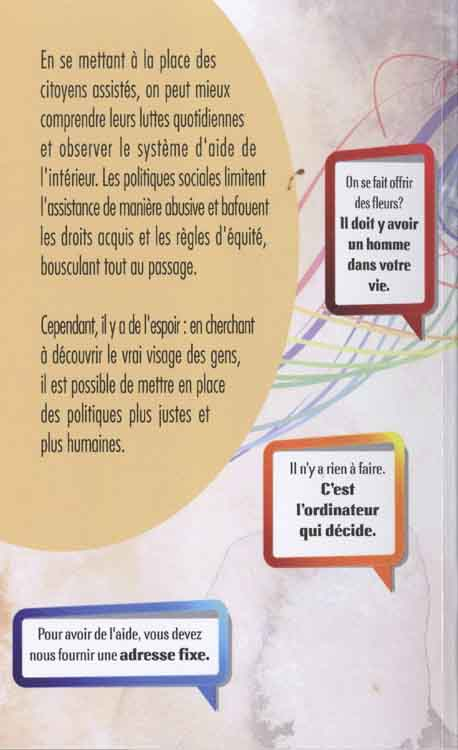 En se mettant à la place des
citoyens assistés, on peut mieux
comprendre leurs luttes quotidiennes
et observer le système d'aide de
l'intérieur. Les politiques sociales limitent
l'assistance de manière abusive et bafouent
les droits acquis et les règles d'équité,
bousculant tout au passage.
Cependant, il y a de l'espoir : en cherchant
à découvrir le vrai visage des gens,
il est possible de mettre en place
des politiques plus justes et
plus humaines.
On se fait offrir
des fleurs?
Il doit y avoir
un homme
dans votre
vie.
Il n'y a rien à faire.
C'est
l'ordinateur
qui décide.
Pour avoir de l'aide, vous devez
nous fournir une adresse fixe.